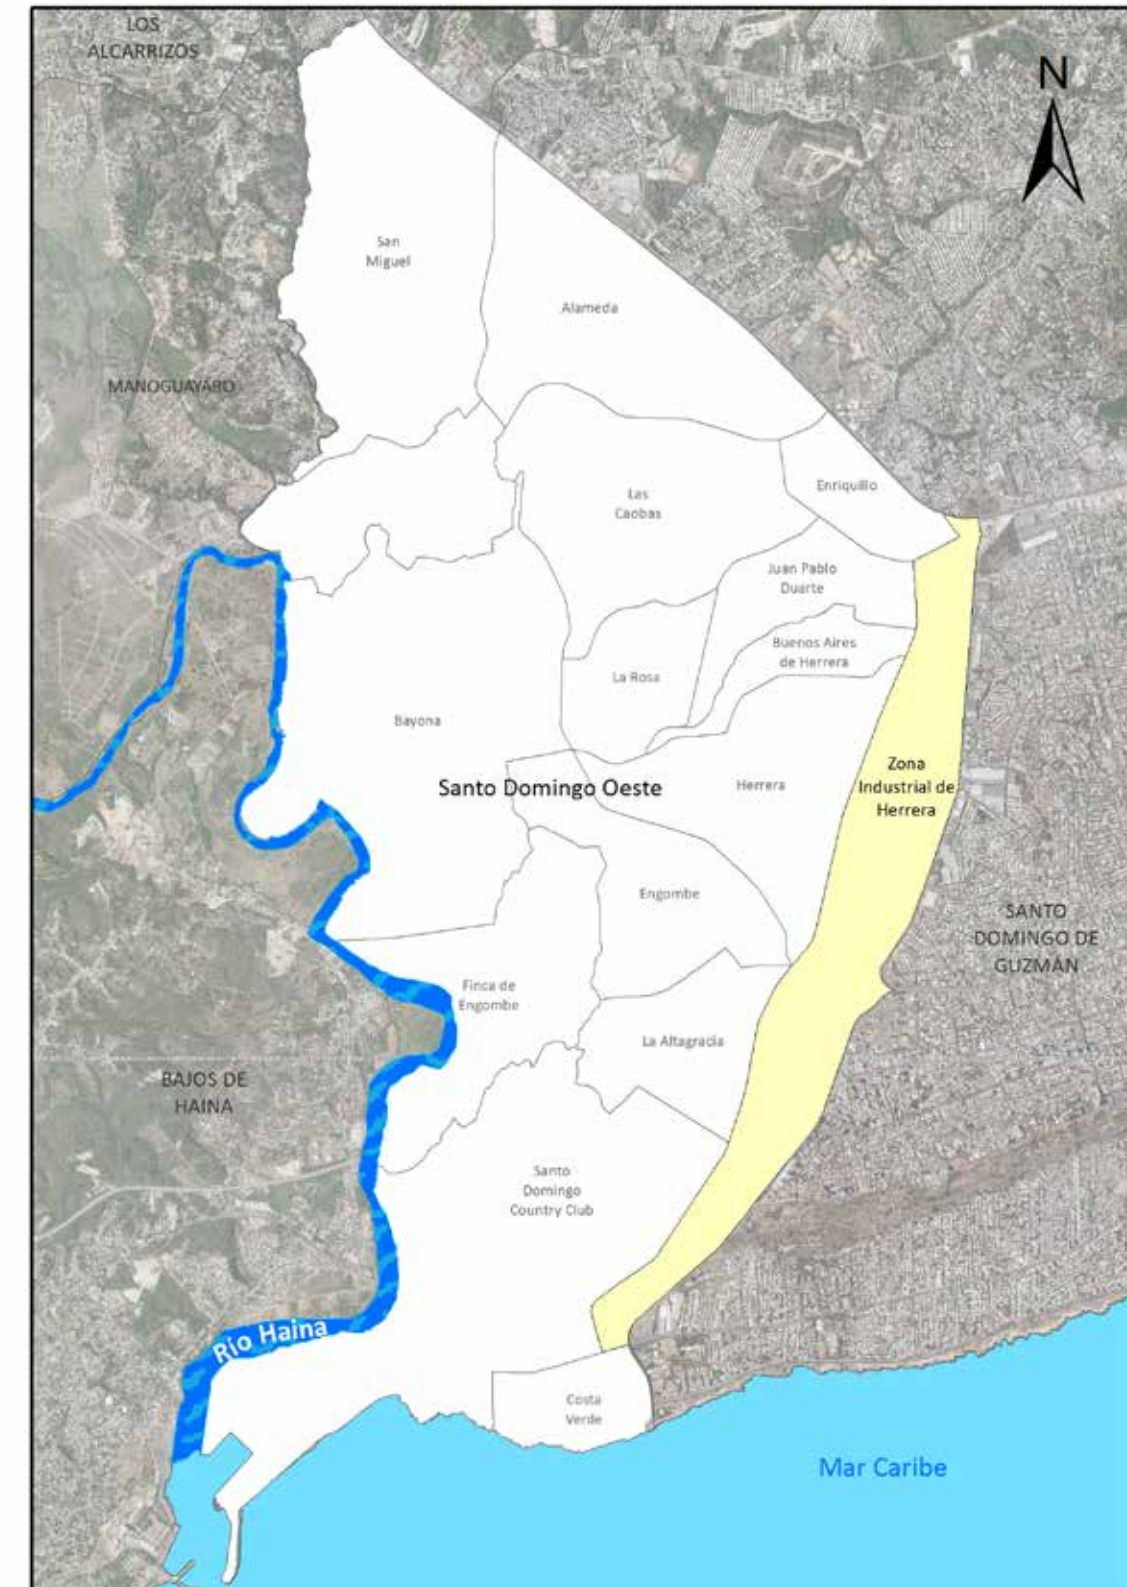 LOS
ALCARRIZOS
N
San
Miguel
Alameda
MANOGUAYABO
Enriquillo
Las
Caobas
Juan Pablo
Duarte
Buenos Aires
de Herrera
La Rosa
Bayona
Santo Domingo Oeste
Herrera
Zona
Industrial de
Herrera
Engombe
SANTO
DOMINGO DE
GUZMÁN
Finca de
Engombe
La Altagracia
BAJOS DE
HAINA
Santo
Domingo
Country Club
Río Haina
Costa
Verde
Mar Caribe